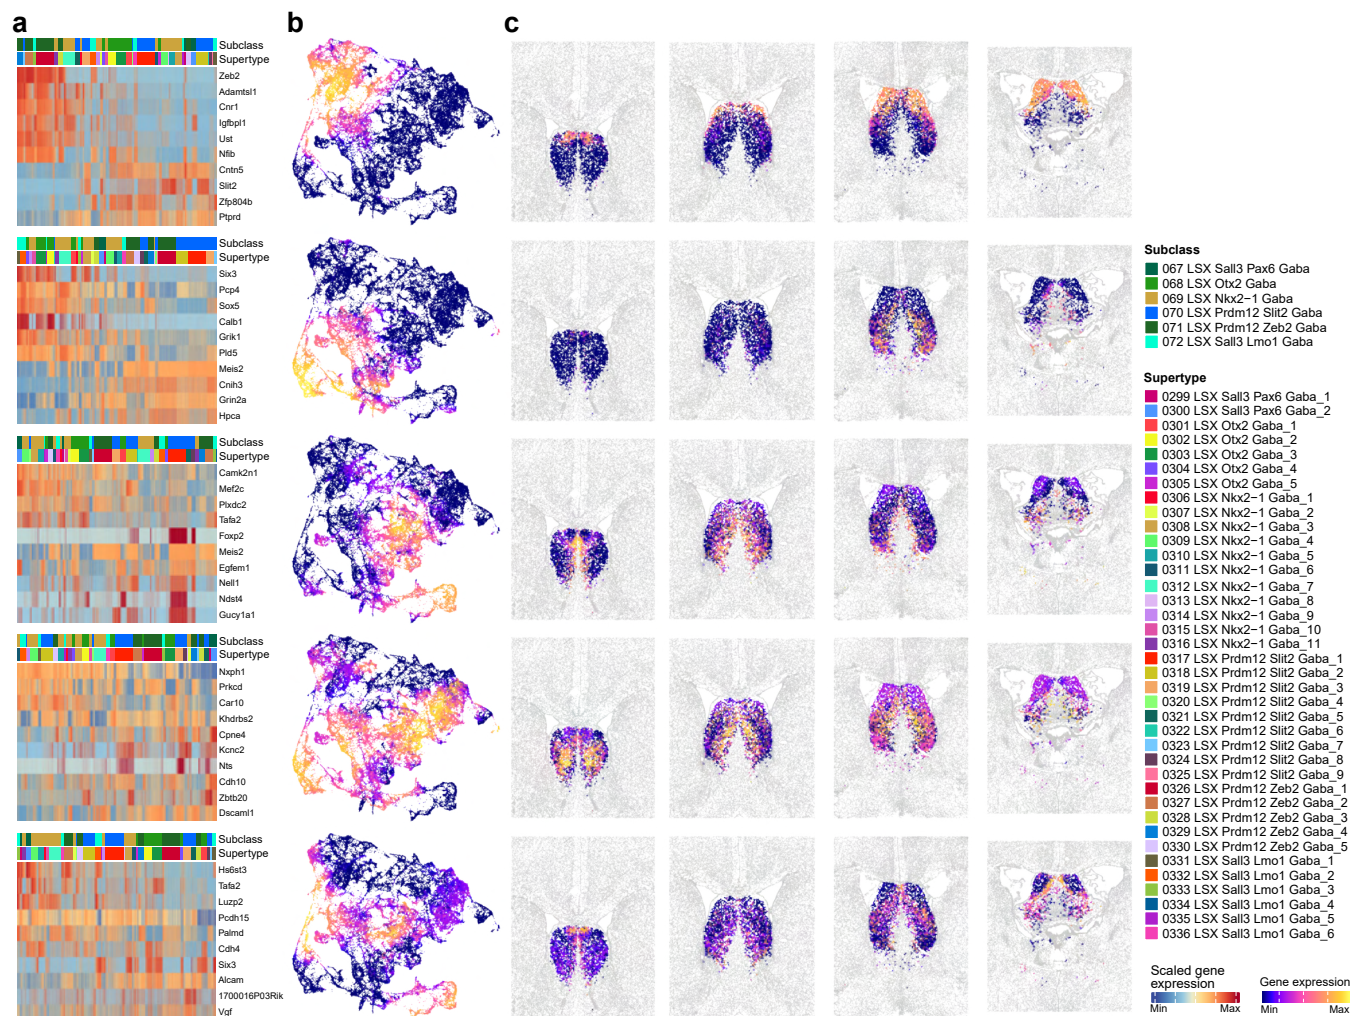 a
b
c
Subclass
Supertype
Zeb2
Adamtsl1
Cnr1
Igfbpl1
Ust
Nfib
Cntn5
Slit2
Zfp804b
Ptprd
Subclass
Supertype
Six3
Pcp4
Sox5
Calb1
Grik1
Pld5
Meis2
Cnih3
Grin2a
Hpca
Subclass
Supertype
Camk2n1
Mef2c
Plxdc2
Tafa2
Foxp2
Meis2
Egfem1
Nell1
Ndst4
Gucy1a1
Subclass
Supertype
Nxph1
Prkcd
Car10
Khdrbs2
Cpne4
Kcnc2
Nts
Cdh10
Zbtb20
Dscaml1
Subclass
Supertype
Hs6st3
Tafa2
Luzp2
Pcdh15
Palmd
Cdh4
Six3
Alcam
1700016P03Rik
Vgf
Subclass
067 LSX Sall3 Pax6 Gaba
068 LSX Otx2 Gaba
069 LSX Nkx2−1 Gaba
070 LSX Prdm12 Slit2 Gaba
071 LSX Prdm12 Zeb2 Gaba
072 LSX Sall3 Lmo1 Gaba
Supertype
0299 LSX Sall3 Pax6 Gaba_1
0300 LSX Sall3 Pax6 Gaba_2
0301 LSX Otx2 Gaba_1
0302 LSX Otx2 Gaba_2
0303 LSX Otx2 Gaba_3
0304 LSX Otx2 Gaba_4
0305 LSX Otx2 Gaba_5
0306 LSX Nkx2−1 Gaba_1
0307 LSX Nkx2−1 Gaba_2
0308 LSX Nkx2−1 Gaba_3
0309 LSX Nkx2−1 Gaba_4
0310 LSX Nkx2−1 Gaba_5
0311 LSX Nkx2−1 Gaba_6
0312 LSX Nkx2−1 Gaba_7
0313 LSX Nkx2−1 Gaba_8
0314 LSX Nkx2−1 Gaba_9
0315 LSX Nkx2−1 Gaba_10
0316 LSX Nkx2−1 Gaba_11
0317 LSX Prdm12 Slit2 Gaba_1
0318 LSX Prdm12 Slit2 Gaba_2
0319 LSX Prdm12 Slit2 Gaba_3
0320 LSX Prdm12 Slit2 Gaba_4
0321 LSX Prdm12 Slit2 Gaba_5
0322 LSX Prdm12 Slit2 Gaba_6
0323 LSX Prdm12 Slit2 Gaba_7
0324 LSX Prdm12 Slit2 Gaba_8
0325 LSX Prdm12 Slit2 Gaba_9
0326 LSX Prdm12 Zeb2 Gaba_1
0327 LSX Prdm12 Zeb2 Gaba_2
0328 LSX Prdm12 Zeb2 Gaba_3
0329 LSX Prdm12 Zeb2 Gaba_4
0330 LSX Prdm12 Zeb2 Gaba_5
0331 LSX Sall3 Lmo1 Gaba_1
0332 LSX Sall3 Lmo1 Gaba_2
0333 LSX Sall3 Lmo1 Gaba_3
0334 LSX Sall3 Lmo1 Gaba_4
0335 LSX Sall3 Lmo1 Gaba_5
0336 LSX Sall3 Lmo1 Gaba_6
Scaled gene
expression
Min Max
Gene expression
Min Max